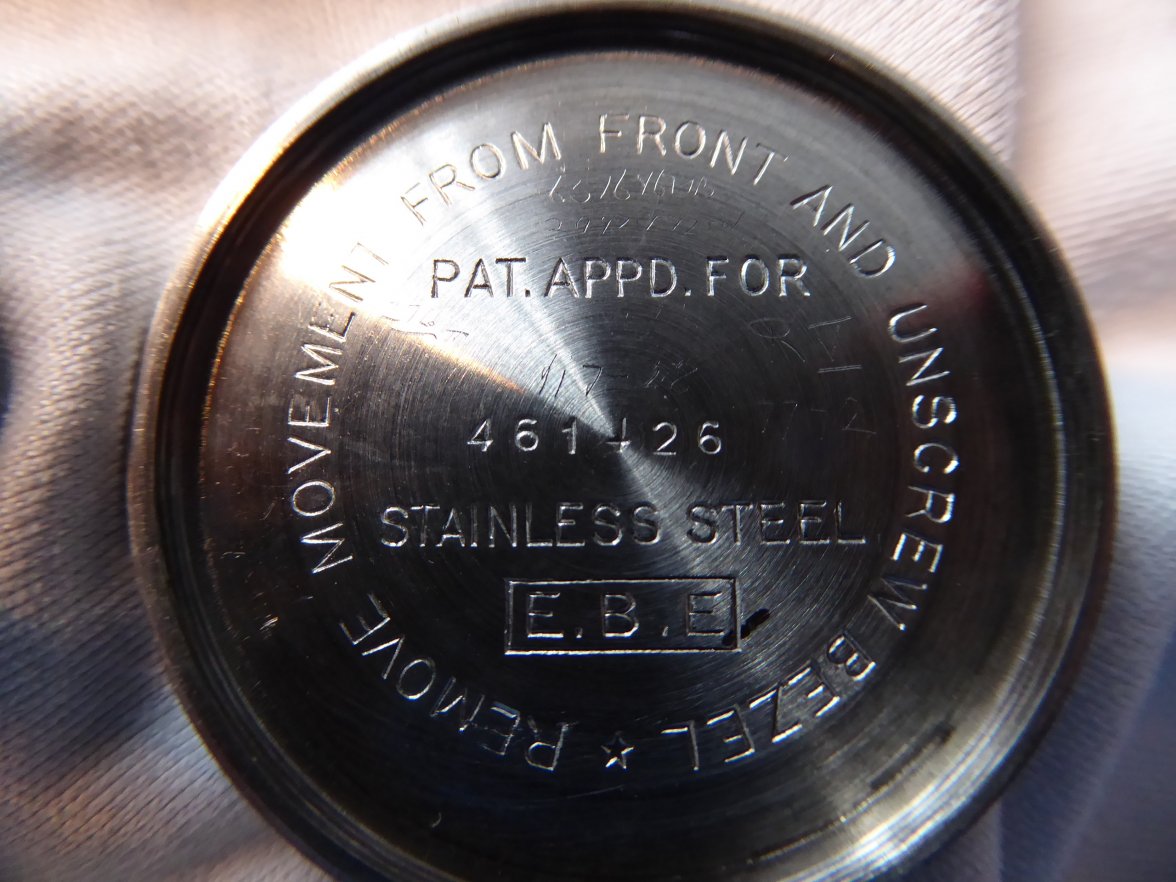 REMOVE MOVEMENT FROM FRONT AND UNSCREW BEZEL ★
PAT. APPD. FOR
461426
STAINLESS STEEL
E.B.E